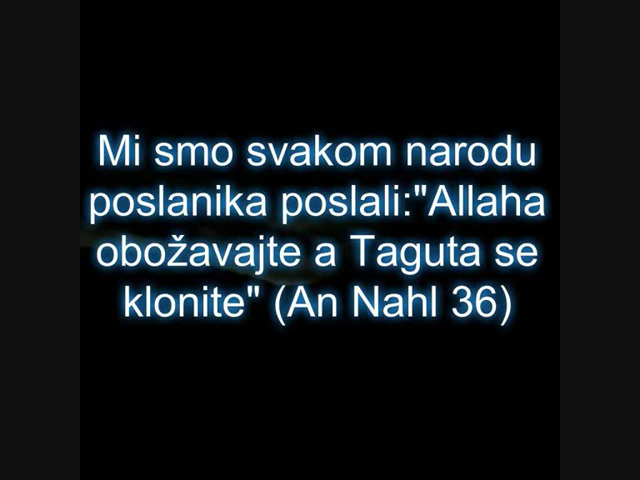 Mi smo svakom narodu
poslanika poslali:"Allaha
obožavajte a Taguta se
klonite" (An Nahl 36)